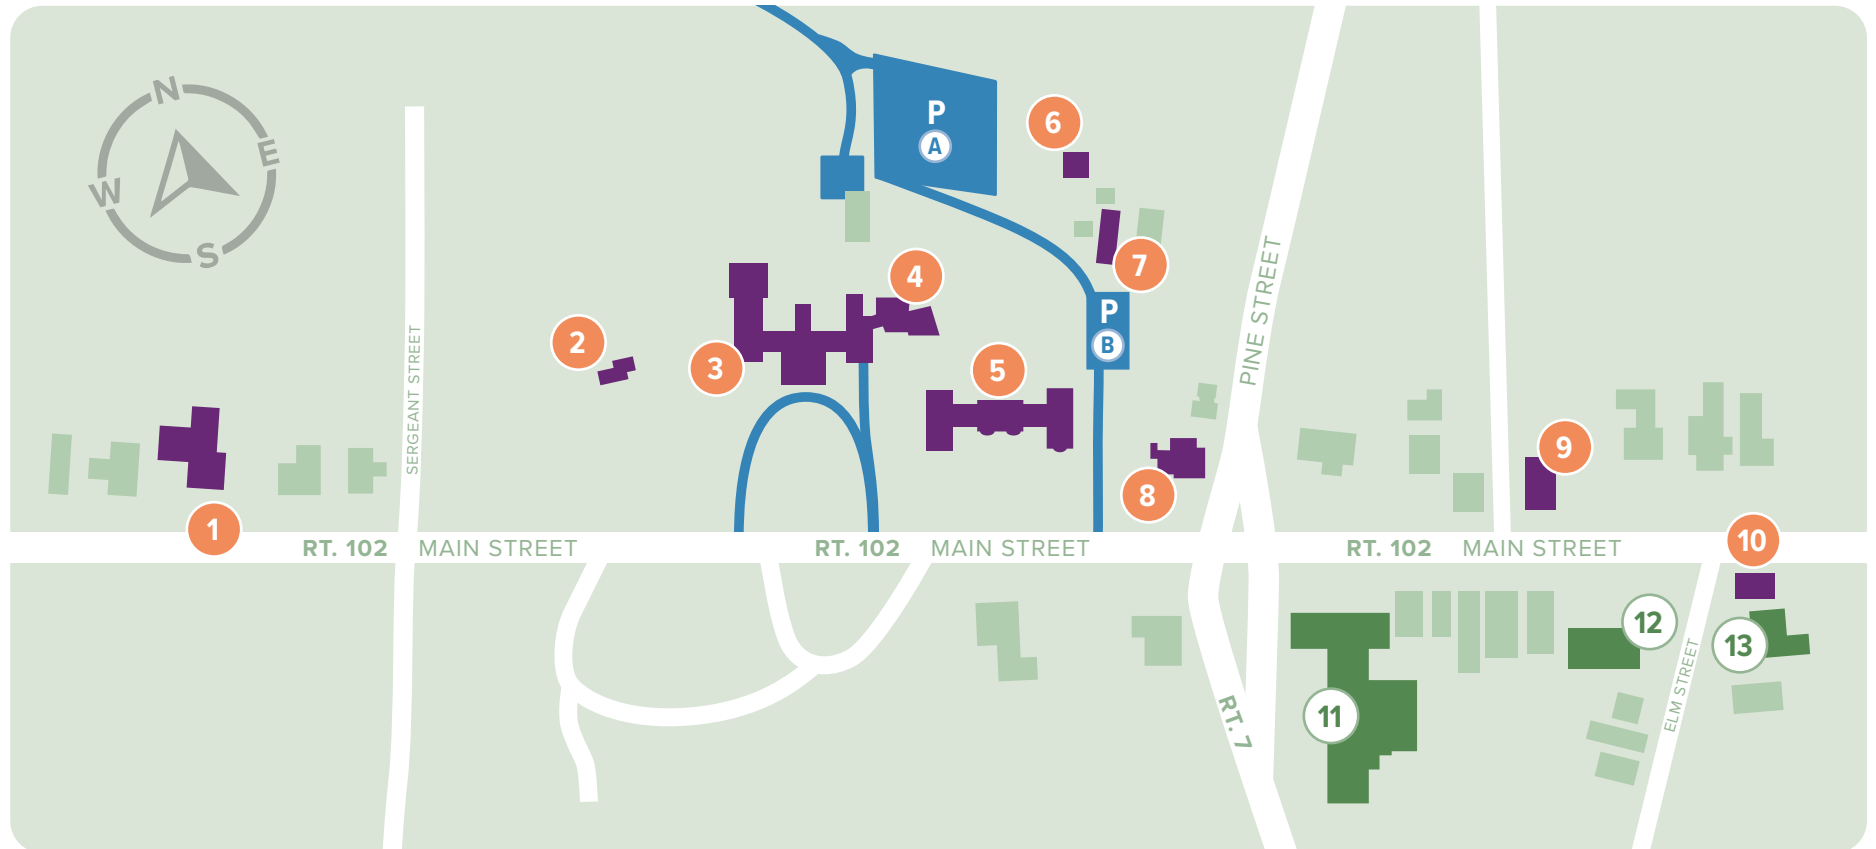 N
E
W
S
P
A
6
7
4
P
B
2
3
5
PINE STREET
SERGEANT STREET
9
8
1
10
RT. 102 MAIN STREET
RT. 102 MAIN STREET
RT. 102 MAIN STREET
12
13
ELM STREET
11
RT. 7